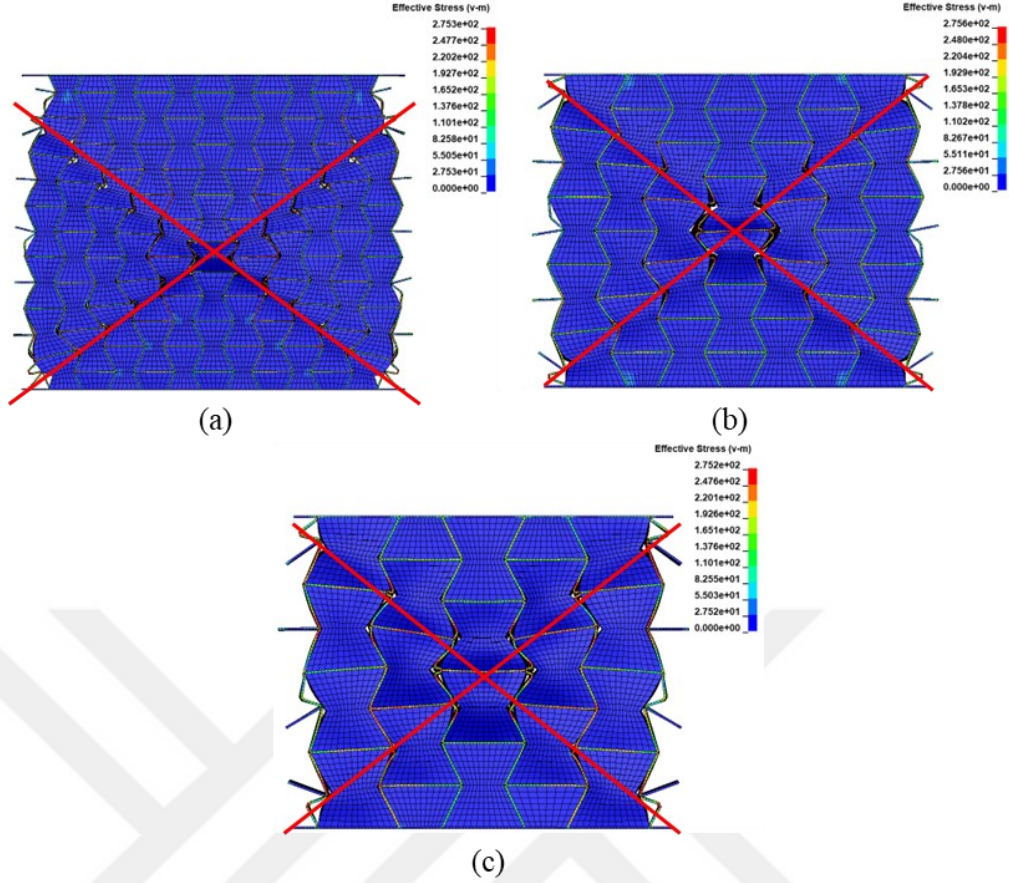 Effective Stress (v-m)
2.753e+02
2.477e+02
2.202e+02
1.927e+02
1.652e+02
1.376e+02
1.101e+02
8.258e+01
5.505e+01
2.753e+01
0.000e+00
(a)
Effective Stress (v-m)
2.756e+02
2.480e+02
2.204e+02
1.929e+02
1.653e+02
1.378e+02
1.102e+02
8.267e+01
5.511e+01
2.756e+01
0.000e+00
(b)
Effective Stress (v-m)
2.752e+02
2.476e+02
2.201e+02
1.926e+02
1.651e+02
1.376e+02
1.101e+02
8.255e+01
5.503e+01
2.752e+01
0.000e+00
(c)